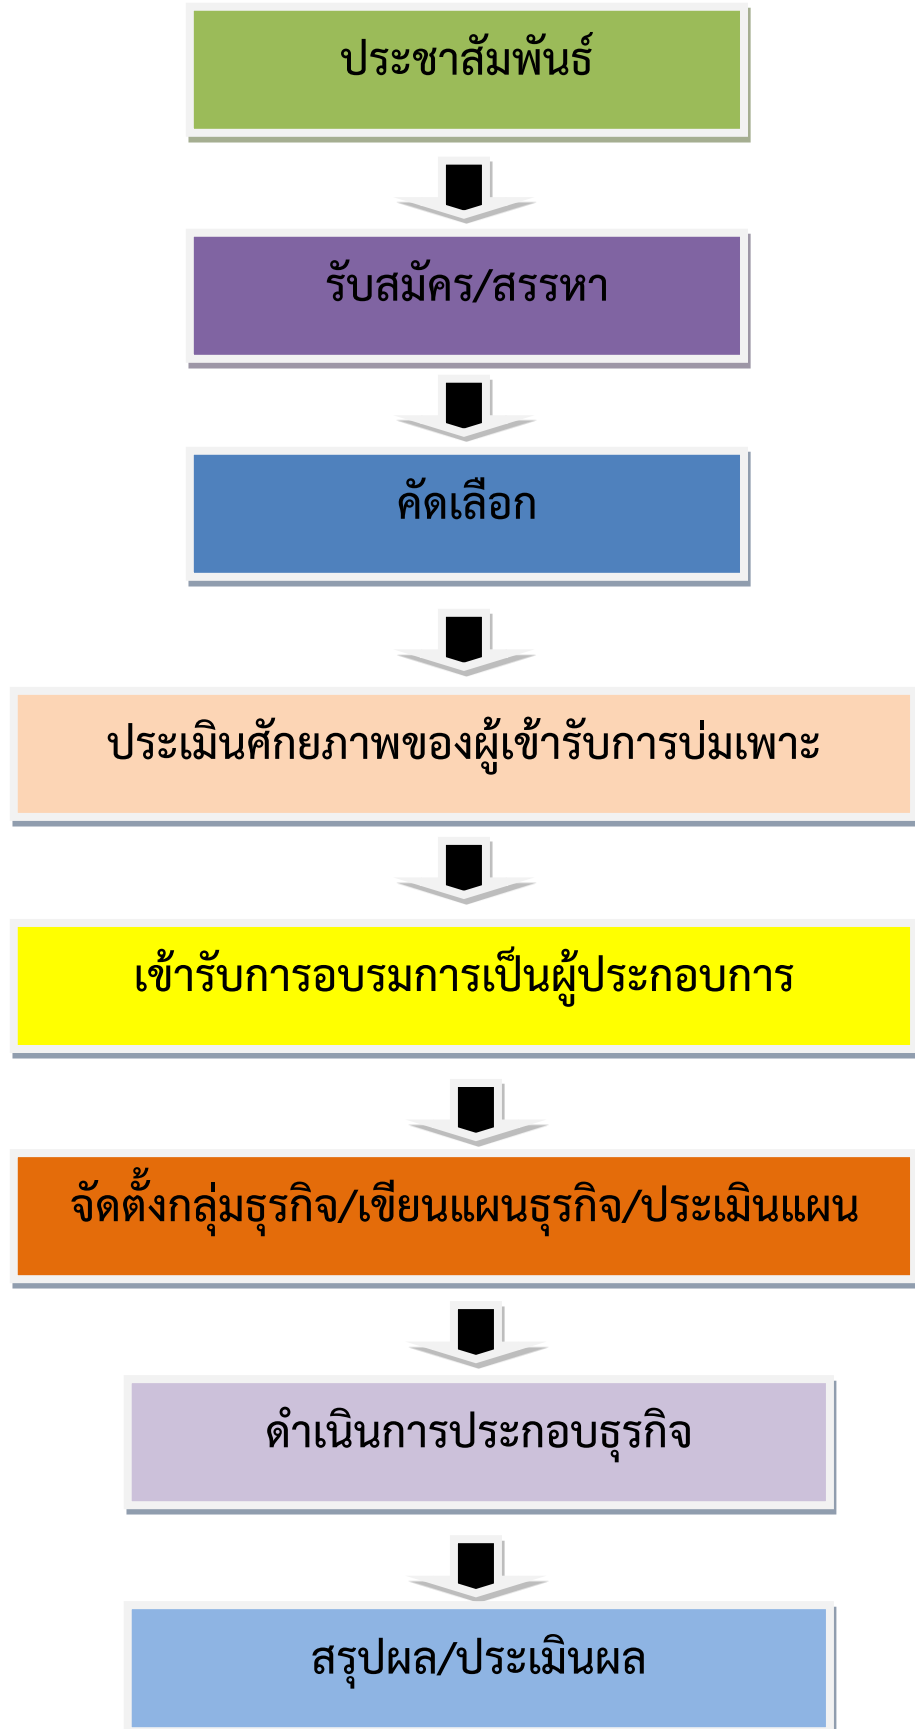 ประชาสัมพันธ์
รับสมัคร/สรรหา
คัดเลือก
ประเมินศักยภาพของผู้เข้ารับการบ่มเพาะ
เข้ารับการอบรมการเป็นผู้ประกอบการ
จัดตั้งกลุ่มธุรกิจ/เขียนแผนธุรกิจ/ประเมินแผน
ดำเนินการประกอบธุรกิจ
สรุปผล/ประเมินผล